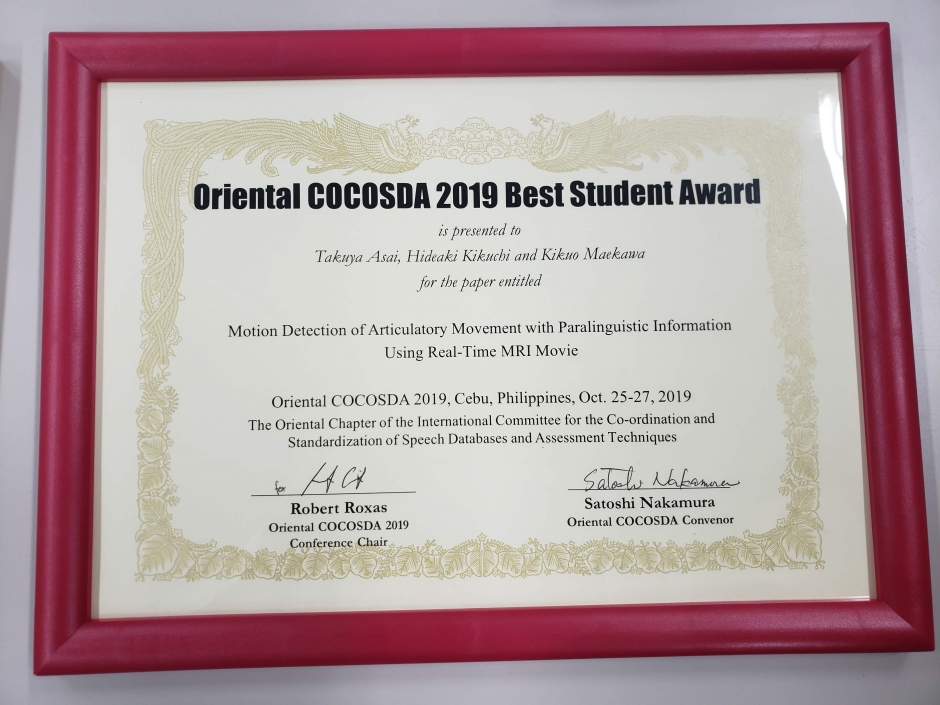 Oriental COCOSDA 2019 Best Student Award
is presented to
Takuya Asai, Hideaki Kikuchi and Kikuo Maekawa
for the paper entitled
Motion Detection of Articulatory Movement with Paralinguistic Information
Using Real-Time MRI Movie
Oriental COCOSDA 2019, Cebu, Philippines, Oct. 25-27, 2019
The Oriental Chapter of the International Committee for the Co-ordination and
Standardization of Speech Databases and Assessment Techniques
for
Robert Roxas
Oriental COCOSDA 2019
Conference Chair
Satoshi Nakamura
Satoshi Nakamura
Oriental COCOSDA Convenor